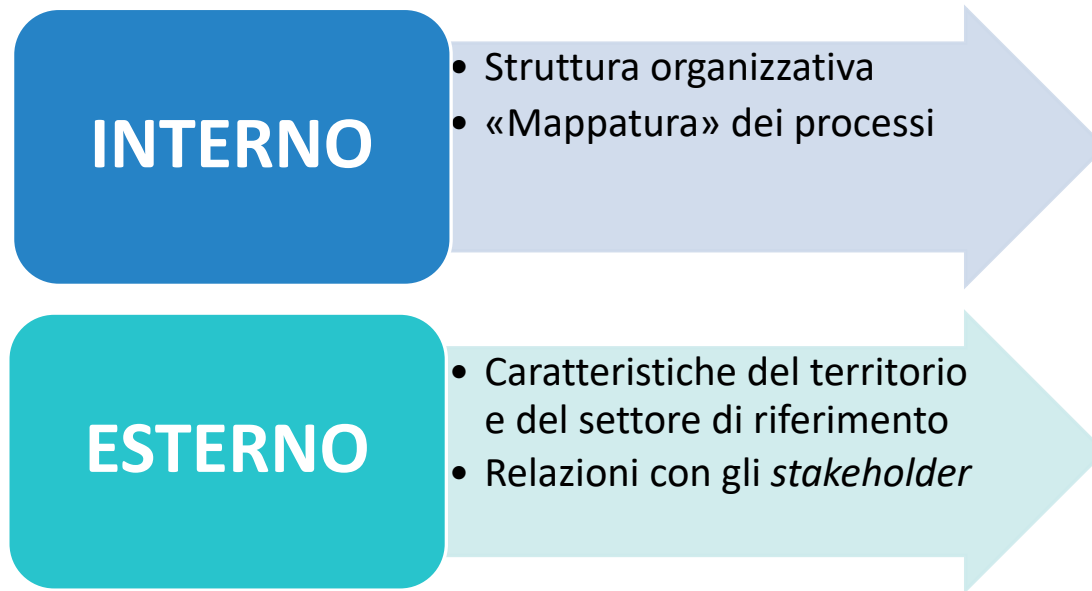 INTERNO
• Struttura organizzativa
• «Mappatura» dei processi
ESTERNO
• Caratteristiche del territorio
e del settore di riferimento
• Relazioni con gli stakeholder